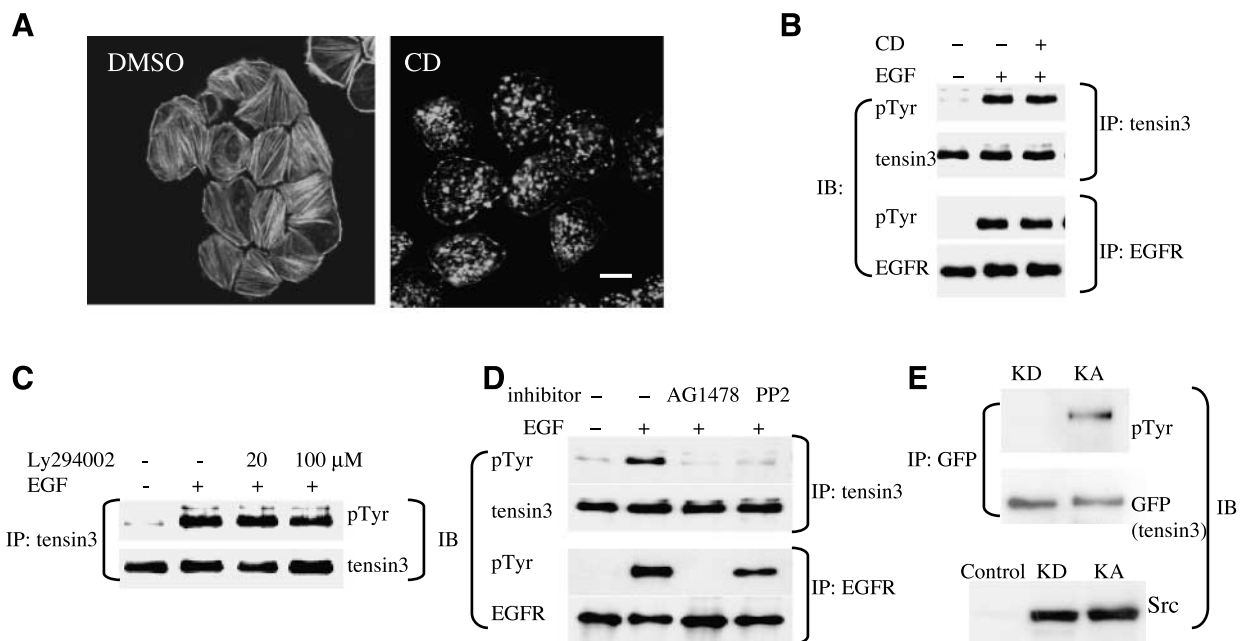 A
DMSO
CD
B
CD – – +
EGF – + +
IB:
pTyr
tensin3
IP: tensin3
pTyr
EGFR
IP: EGFR
C
Ly294002 - - 20 100 μM
EGF - + + +
IP: tensin3
pTyr
tensin3
IB
D
inhibitor – – AG1478 PP2
EGF – + + +
IB
pTyr
tensin3
IP: tensin3
pTyr
EGFR
IP: EGFR
E
KD KA
IP: GFP
pTyr
GFP
(tensin3)
IB
Control KD KA
Src